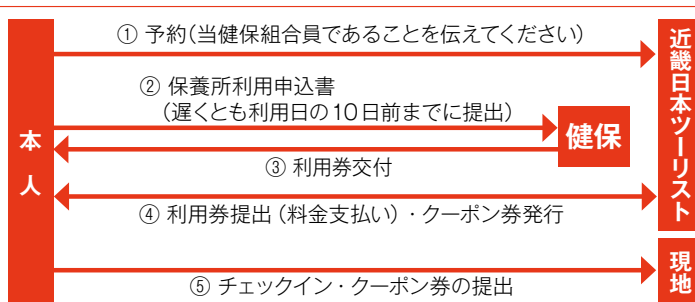 ① 予約(当健保組合員であることを伝えてください)
② 保養所利用申込書
(遅くとも利用日の10日前までに提出)
本人
健保
③ 利用券交付
近畿日本ツーリスト
④ 利用券提出(料金支払い)・クーポン券発行
⑤ チェックイン・クーポン券の提出
現地